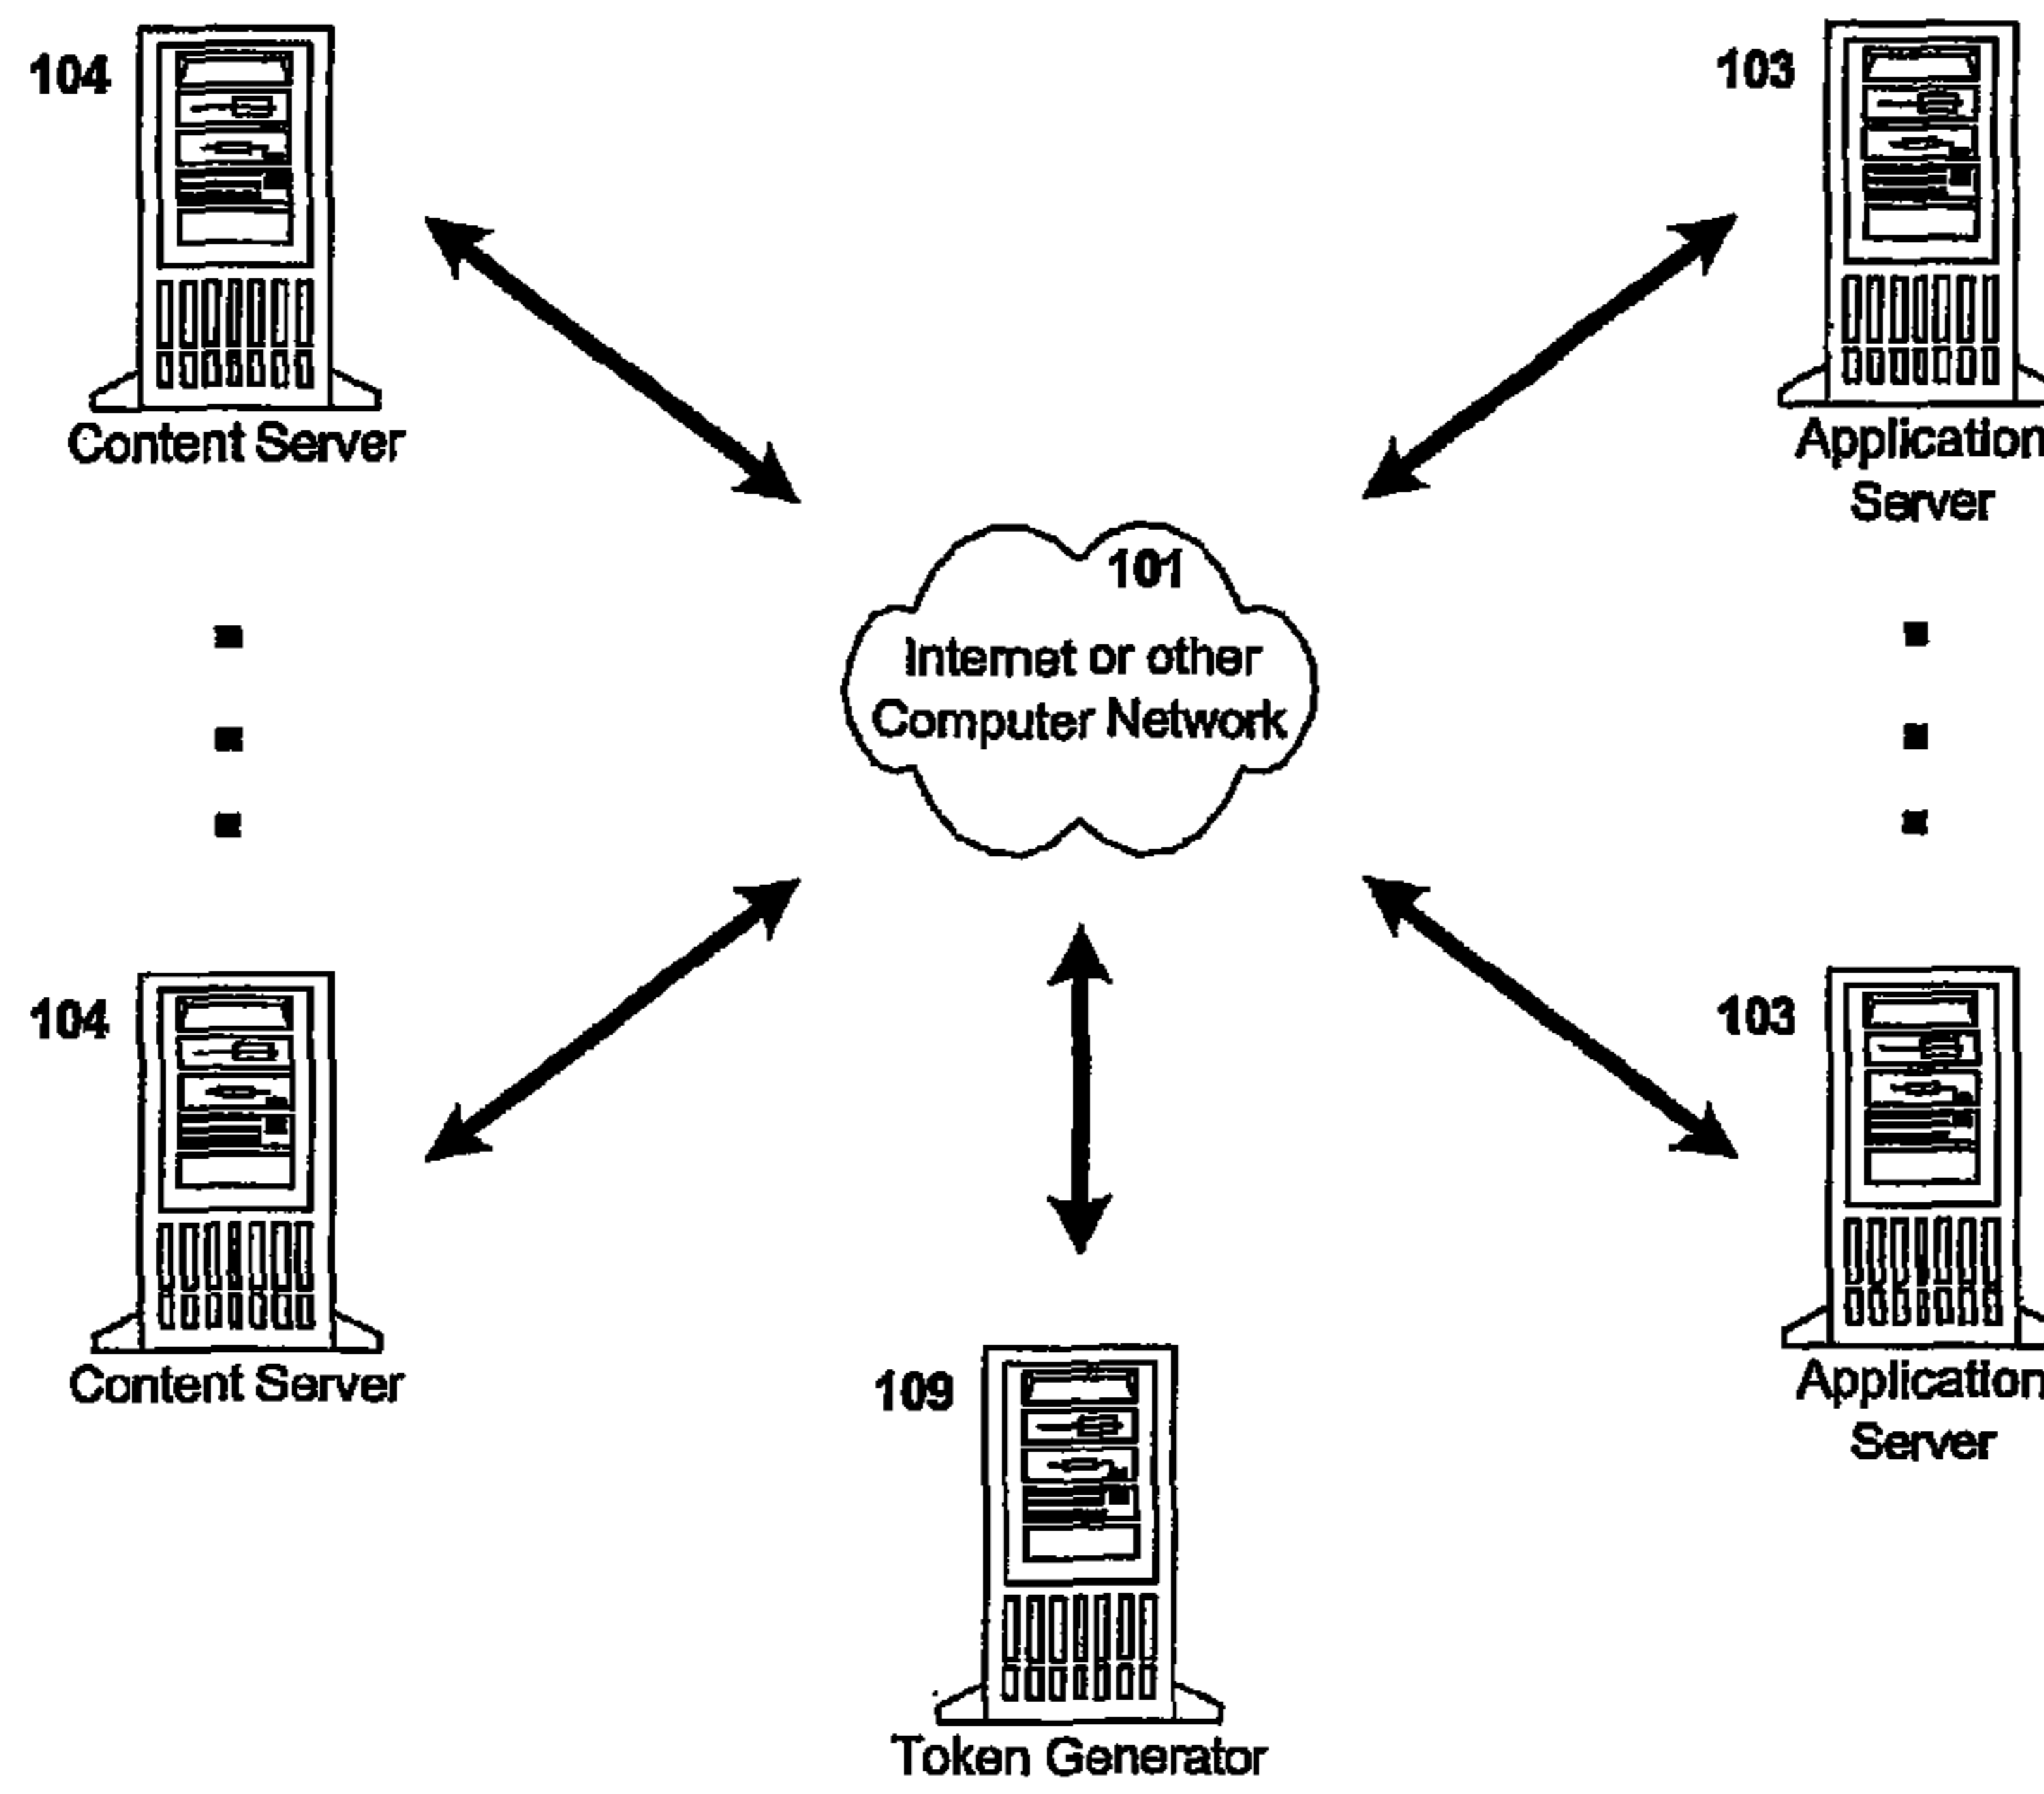 104
103
Content Server
Application
Server
101
Internet or other
Computer Network
104
103
Content Server
Application
Server
109
Token Generator